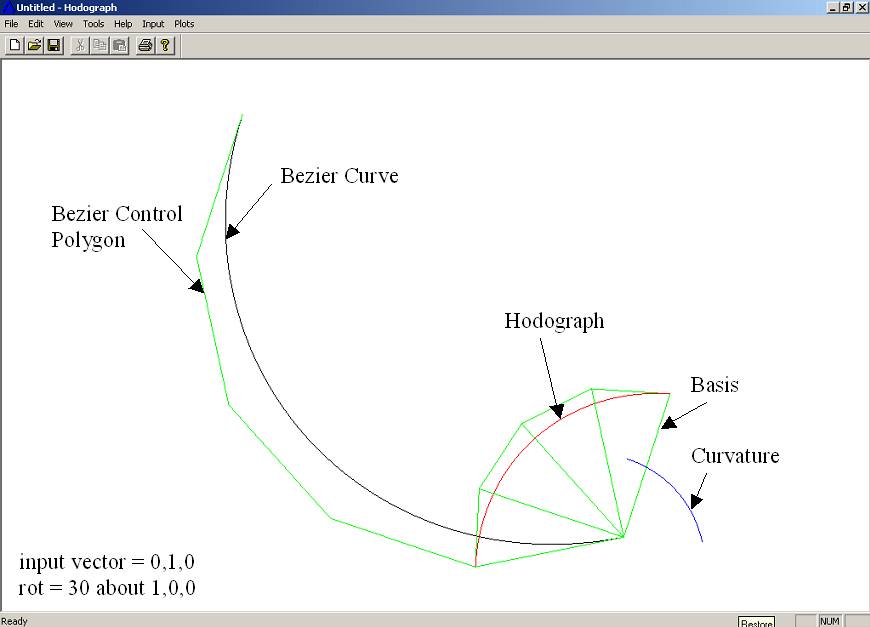 Untitled - Hodograph
File Edit View Tools Help Input Plots
Bezier Curve
Bezier Control
Polygon
Hodograph
Basis
Curvature
input vector = 0,1,0
rot = 30 about 1,0,0
Ready
Restore
NUM